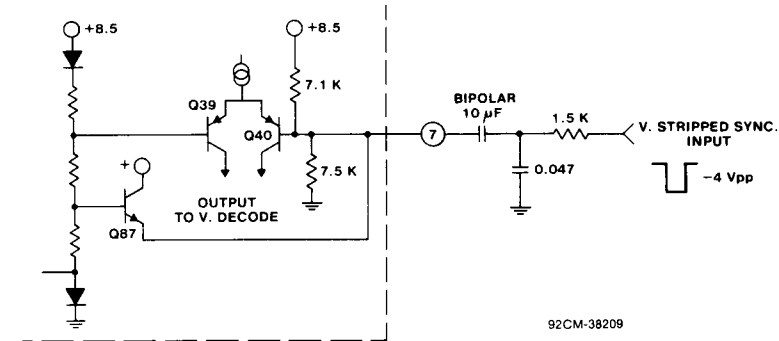 +8.5
+8.5
7.1 K
Q39
Q40
BIPOLAR
10 μF
7
1.5 K
V. STRIPPED SYNC.
INPUT
+
7.5 K
0.047
−4 Vpp
OUTPUT
TO V. DECODE
Q87
92CM-38209